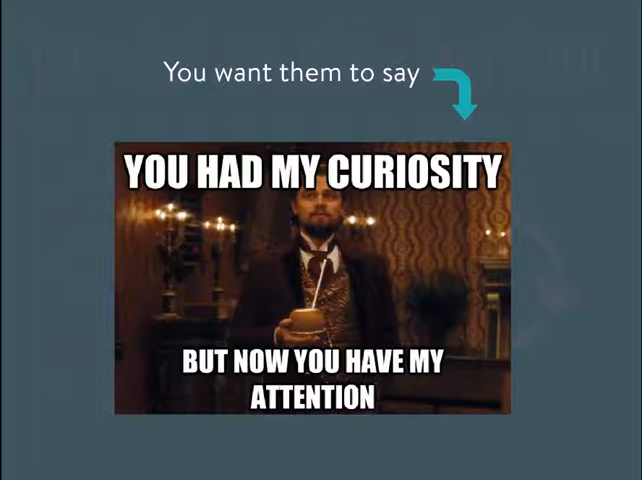 You want them to say
YOU HAD MY CURIOSITY
BUT NOW YOU HAVE MY
ATTENTION